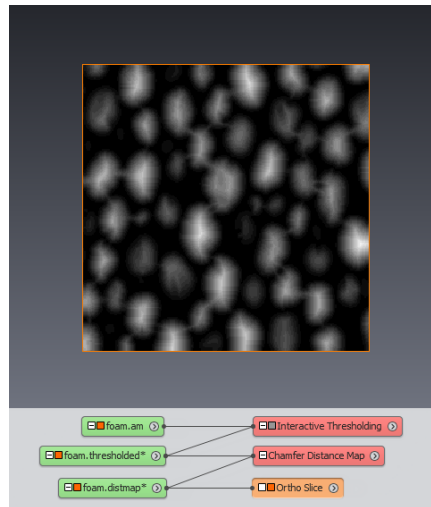 foam.am
Interactive Thresholding
foam.thresholded*
Chamfer Distance Map
foam.distmap*
Ortho Slice